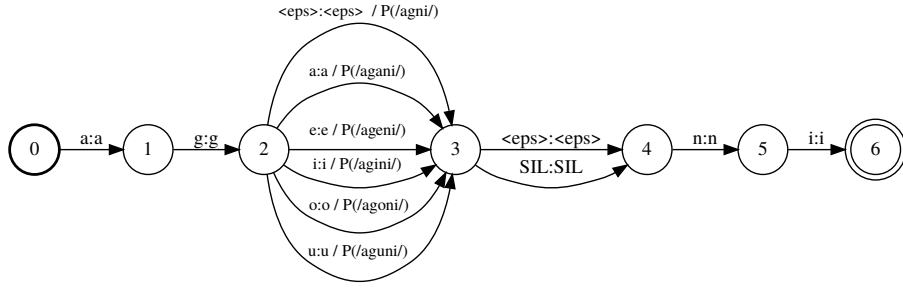 <eps>:<eps> / P(/agni/)
a:a / P(/agani/)
e:e / P(/ageni/)
i:i / P(/agini/)
o:o / P(/agoni/)
u:u / P(/aguni/)
0
a:a
1
g:g
2
3
<eps>:<eps>
SIL:SIL
4
n:n
5
i:i
6